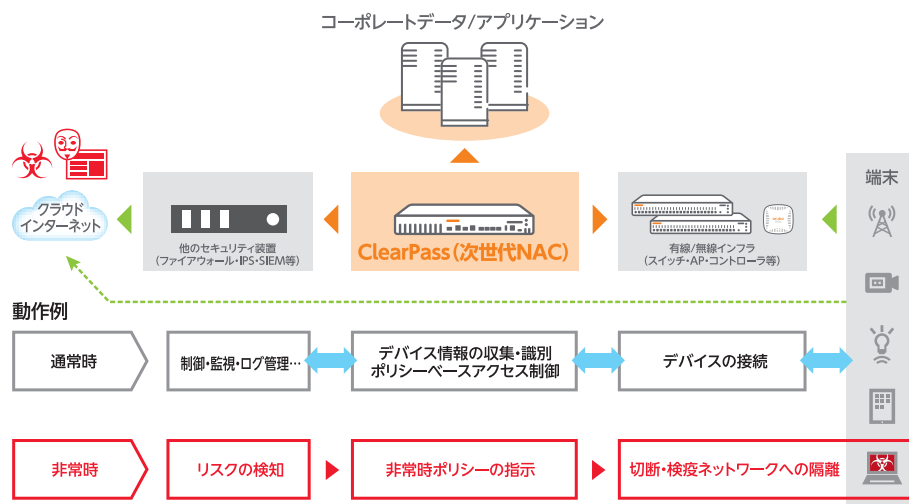 コーポレートデータ/アプリケーション
端末
クラウド
インターネット
他のセキュリティ装置
(ファイアウォール・IPS・SIEM等)
ClearPass(次世代NAC)
有線/無線インフラ
(スイッチ・AP・コントローラ等)
動作例
通常時
制御・監視・ログ管理…
デバイス情報の収集・識別
ポリシーベースアクセス制御
デバイスの接続
非常時
リスクの検知
非常時ポリシーの指示
切断・検疫ネットワークへの隔離